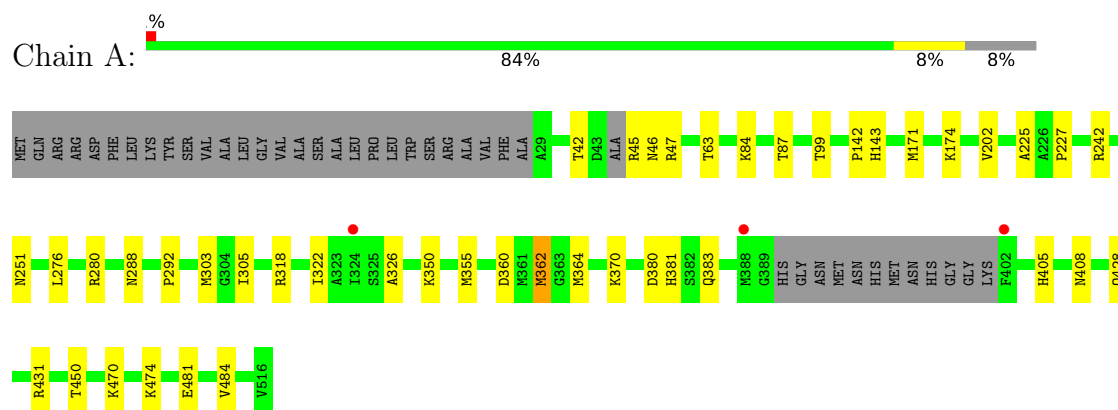 .%
Chain A:
84% 8% 8%
MET GLN ARG ARG ASP PHE LEU LYS TYR SER VAL ALA LEU GLY VAL ALA SER ALA LEU PRO LEU TRP SER ARG ALA VAL PHE ALA A29 T42 D43 ALA R45 N46 R47 T63 K84 T87 T99 P142 H143 M171 K174 V202 A225 A226 P227 R242
N251 L276 R280 N288 P292 M303 G304 I305 R318 I322 A323 I324 S325 A326 K350 M355 D360 M361 M362 G363 M364 K370 D380 H381 S382 Q383 M388 G389 HIS GLY ASN MET ASN HIS MET ASN HIS GLY GLY LYS F402 H405 N408 Q428
R431 T450 K470 K474 E481 V484 V516